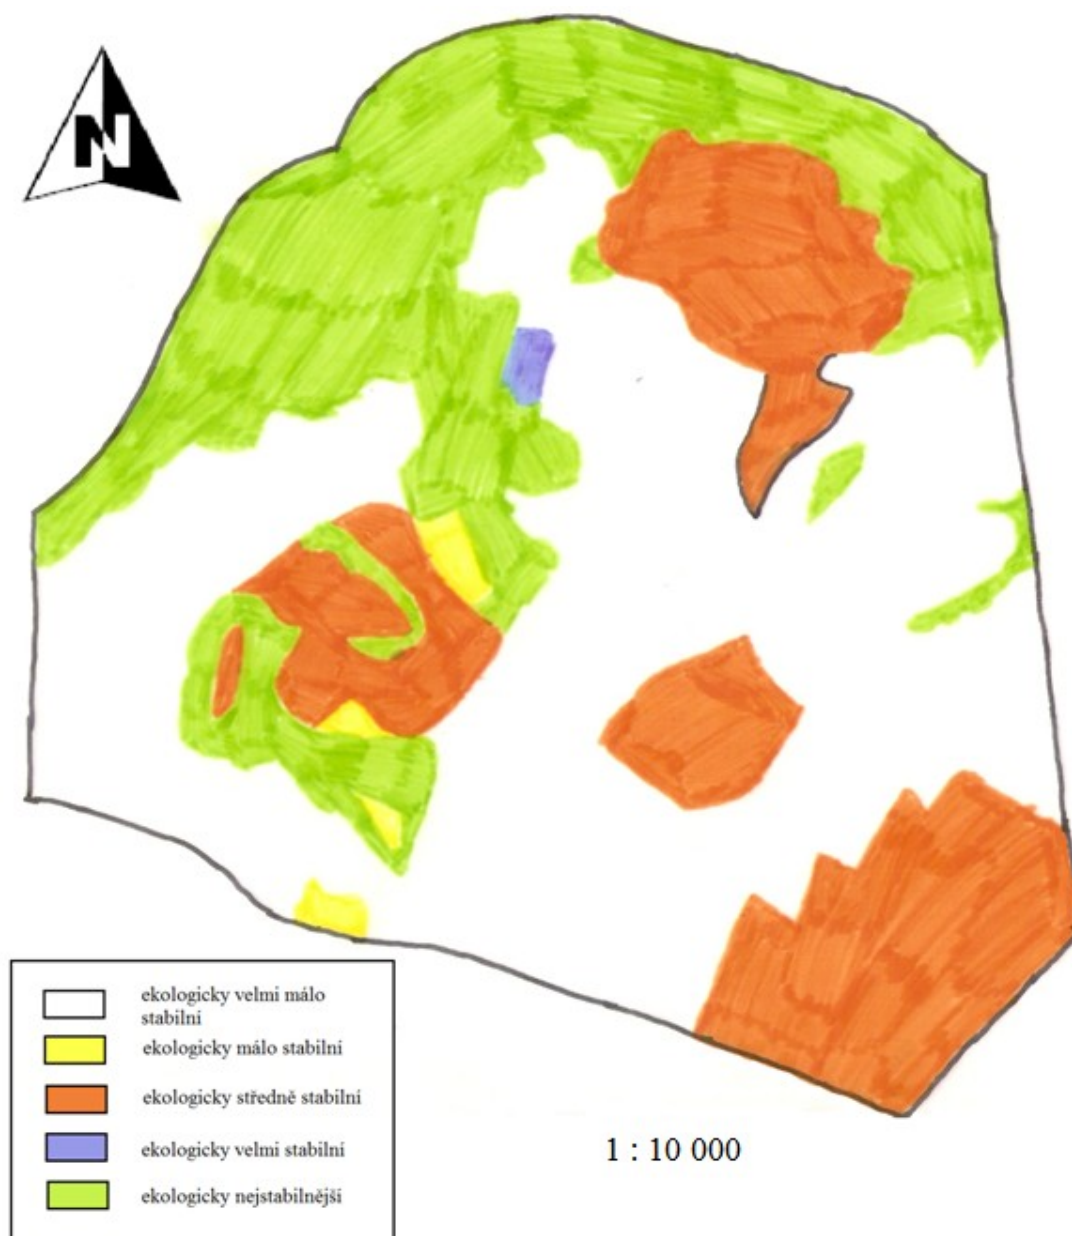 N
ekologicky velmi málo
stabilní
ekologicky málo stabilní
ekologicky středně stabilní
ekologicky velmi stabilní
ekologicky nejstabilnější
1 : 10 000